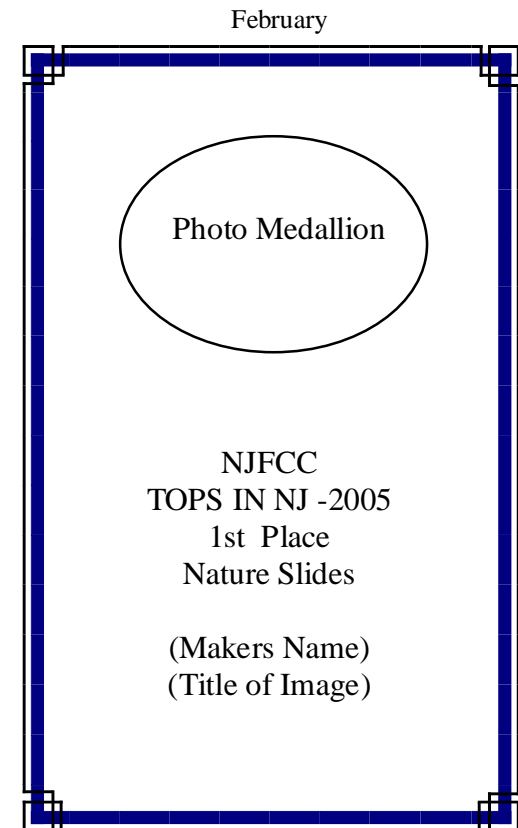 February
Photo Medallion
NJFCC
TOPS IN NJ -2005
1st  Place
Nature Slides
(Makers Name)
(Title of Image)